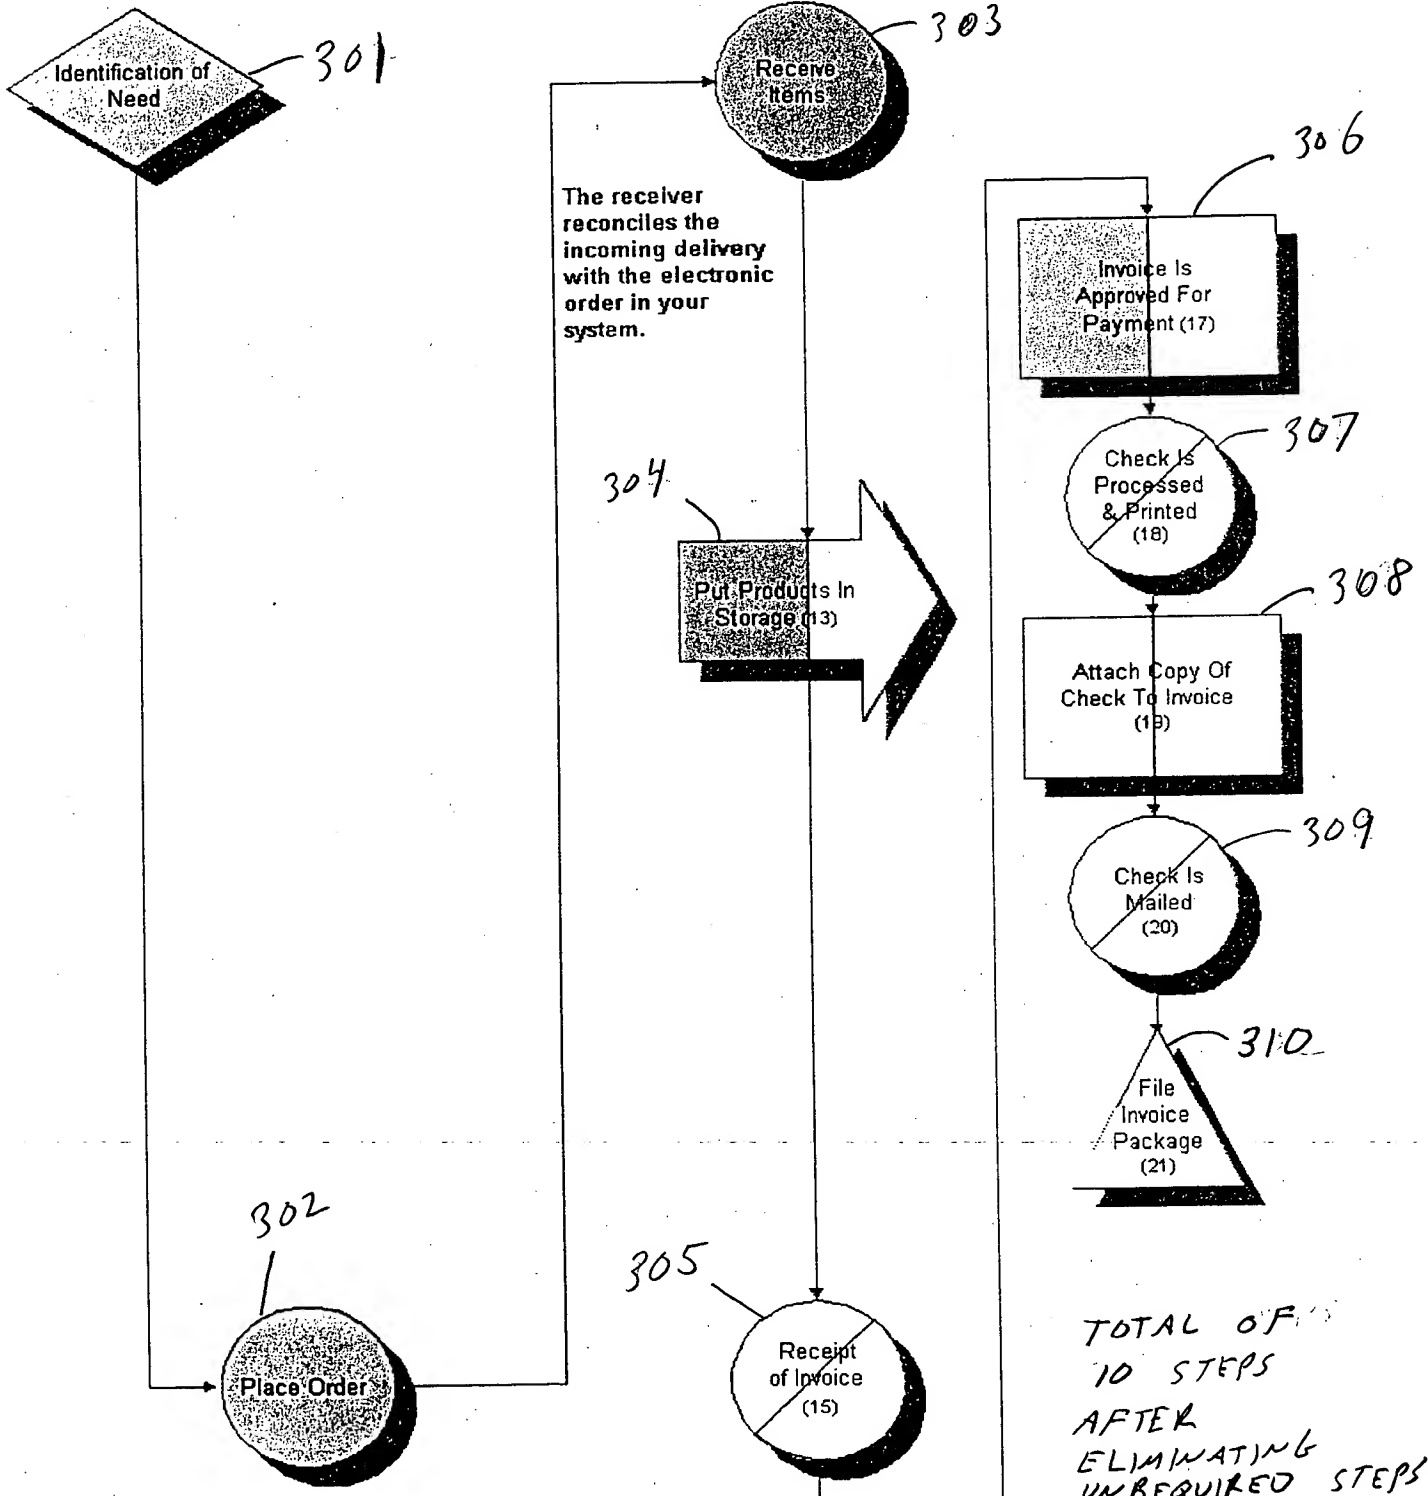 Identification of
Need
301
302
Place Order
303
Receive
Items
The receiver
reconciles the
incoming delivery
with the electronic
order in your
system.
304
Put Products In
Storage (13)
305
Receipt
of Invoice
(15)
306
Invoice Is
Approved For
Payment (17)
307
Check Is
Processed
& Printed
(18)
308
Attach Copy Of
Check To Invoice
(19)
309
Check Is
Mailed
(20)
310
File
Invoice
Package
(21)
TOTAL OF
10 STEPS
AFTER
ELIMINATING
UNREQUIRED STEPS